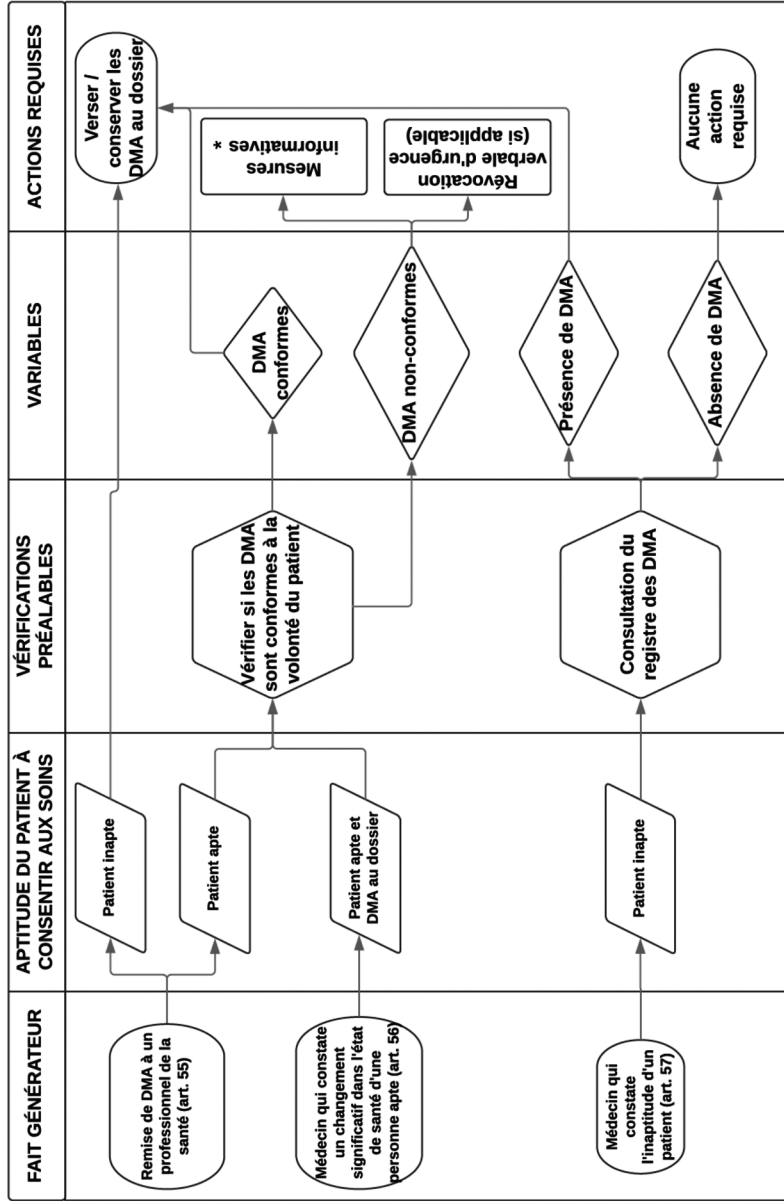 FAIT GÉNÉRATEUR
APTITUDE DU PATIENT À
CONSENTIR AUX SOINS
VÉRIFICATIONS
PRÉALABLES
VARIABLES
ACTIONS REQUISES
Remise de DMA à un
professionnel de la
santé (art. 55)
Patient inapte
Patient apte
Verser /
conserver les
DMA au dossier
Médecin qui constate
un changement
significatif dans l'état
de santé d'une
personne apte (art. 56)
Patient apte et
DMA au dossier
Vérifier si les DMA
sont conformes à la
volonté du patient
DMA
conformes
DMA non-conformes
Mesures
informatives *
Révocation
verbale d'urgence
(si applicable)
Médecin qui
constate
l'inaptitude d'un
patient (art. 57)
Patient inapte
Consultation du
registre des DMA
Présence de DMA
Absence de DMA
Aucune
action
requise